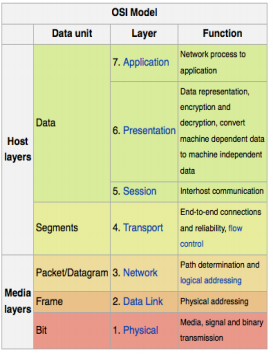 OSI Model
Data unit Layer Function
Host
layers
Data
7. Application
Network process to
application
6. Presentation
Data representation,
encryption and
decryption, convert
machine dependent data
to machine independent
data
5. Session
Interhost communication
Segments
4. Transport
End-to-end connections
and reliability, flow
control
Media
layers
Packet/Datagram
3. Network
Path determination and
logical addressing
Frame
2. Data Link
Physical addressing
Bit
1. Physical
Media, signal and binary
transmission